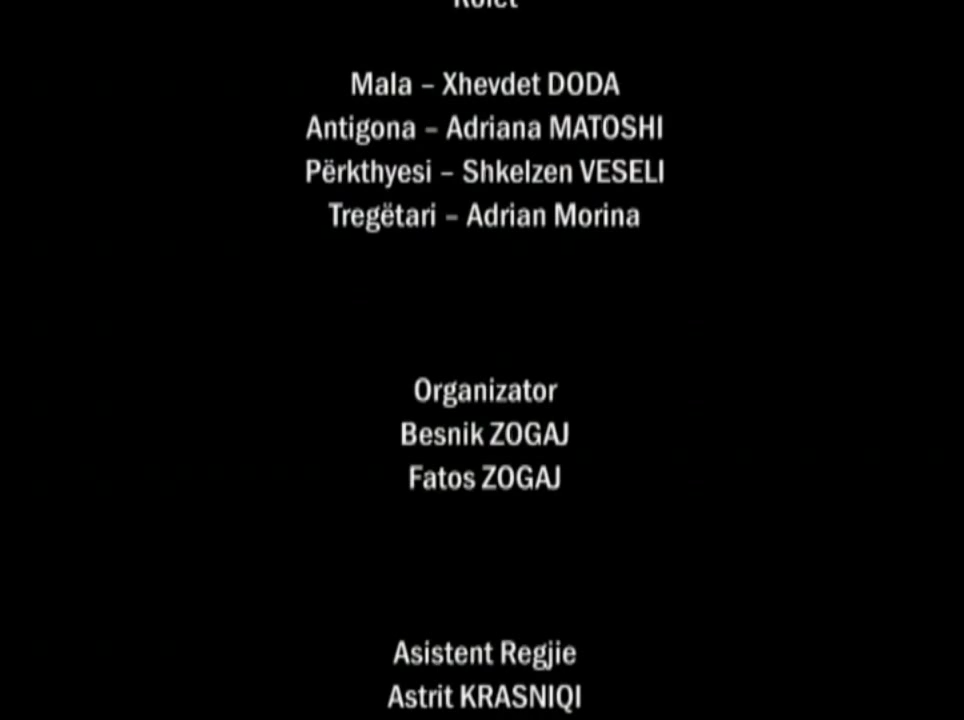 Rolet
Mala – Xhevdet DODA
Antigona – Adriana MATOSHI
Përkthyesi – Shkelzen VESELI
Tregëtari – Adrian Morina
Organizator
Besnik ZOGAJ
Fatos ZOGAJ
Asistent Regjie
Astrit KRASNIQI